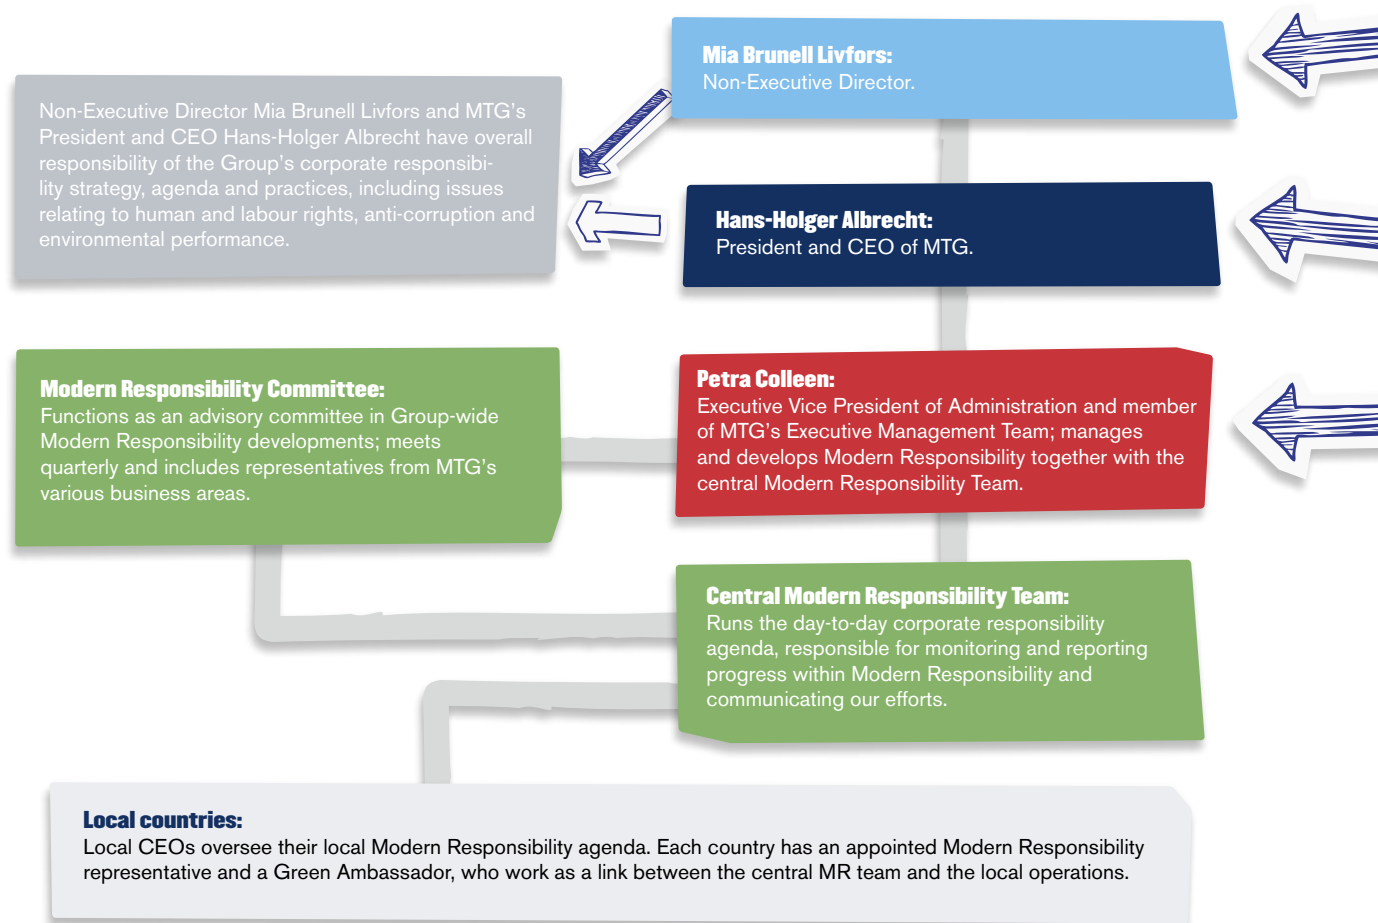 Mia Brunell Livfors:
Non-Executive Director.
Non-Executive Director Mia Brunell Livfors and MTG's
President and CEO Hans-Holger Albrecht have overall
responsibility of the Group's corporate responsibi-
lity strategy, agenda and practices, including issues
relating to human and labour rights, anti-corruption and
environmental performance.
Hans-Holger Albrecht:
President and CEO of MTG.
Modern Responsibility Committee:
Functions as an advisory committee in Group-wide
Modern Responsibility developments; meets
quarterly and includes representatives from MTG's
various business areas.
Petra Colleen:
Executive Vice President of Administration and member
of MTG's Executive Management Team; manages
and develops Modern Responsibility together with the
central Modern Responsibility Team.
Central Modern Responsibility Team:
Runs the day-to-day corporate responsibility
agenda, responsible for monitoring and reporting
progress within Modern Responsibility and
communicating our efforts.
Local countries:
Local CEOs oversee their local Modern Responsibility agenda. Each country has an appointed Modern Responsibility
representative and a Green Ambassador, who work as a link between the central MR team and the local operations.